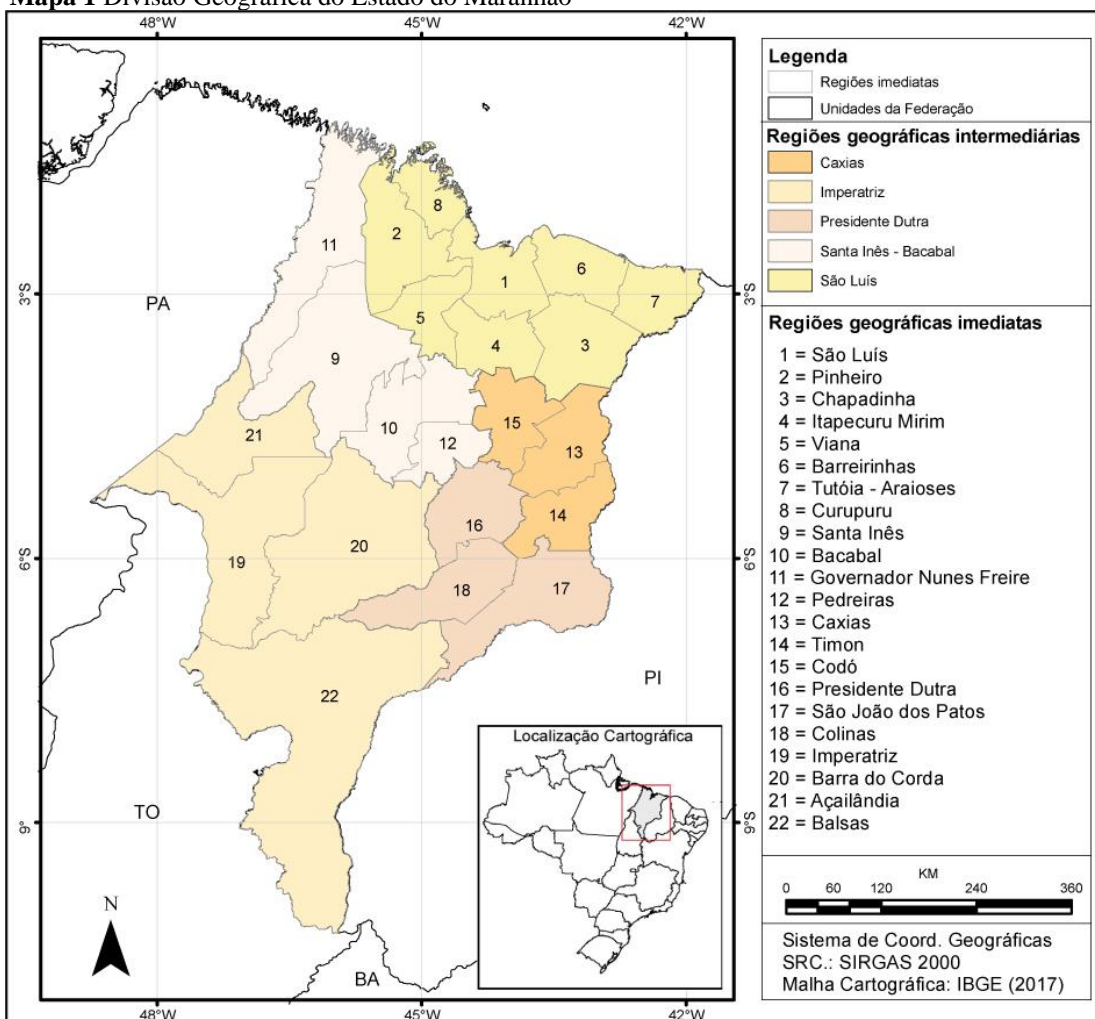 Mapa 1 Divisão Geográfica do Estado do Maranhão
48°W 45°W 42°W
3°S
3°S
6°S
6°S
9°
9°S
48°W 45°W 42°W
PA
TO
PI
BA
11
8
2
1
6
7
5
4
3
9
21
10
12
15
13
14
16
20
19
18
17
22
N
Localização Cartográfica
Legenda
Regiões imediatas
Unidades da Federação
Regiões geográficas intermediárias
Caxias
Imperatriz
Presidente Dutra
Santa Inês - Bacabal
São Luís
Regiões geográficas imediatas
1 = São Luís
2 = Pinheiro
3 = Chapadinha
4 = Itapecuru Mirim
5 = Viana
6 = Barreirinhas
7 = Tutóia - Araioses
8 = Curupuru
9 = Santa Inês
10 = Bacabal
11 = Governador Nunes Freire
12 = Pedreiras
13 = Caxias
14 = Timon
15 = Codó
16 = Presidente Dutra
17 = São João dos Patos
18 = Colinas
19 = Imperatriz
20 = Barra do Corda
21 = Açailândia
22 = Balsas
KM
0 60 120 240 360
Sistema de Coord. Geográficas
SRC.: SIRGAS 2000
Malha Cartográfica: IBGE (2017)